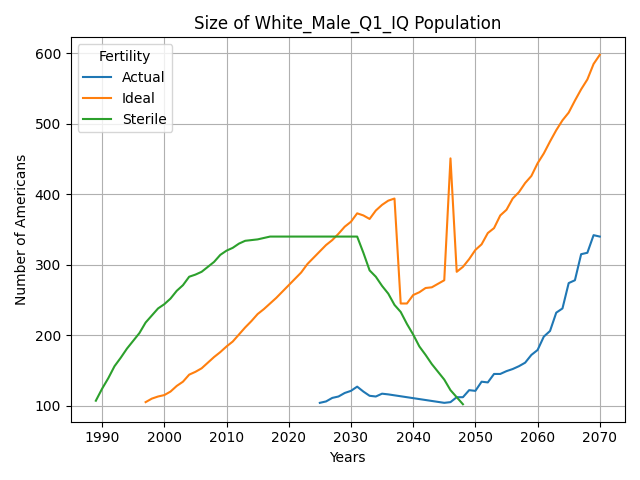 Size of White_Male_Q1_IQ Population
Fertility
Actual
Ideal
Sterile
Number of Americans
600
500
400
300
200
100
1990 2000 2010 2020 2030 2040 2050 2060 2070
Years